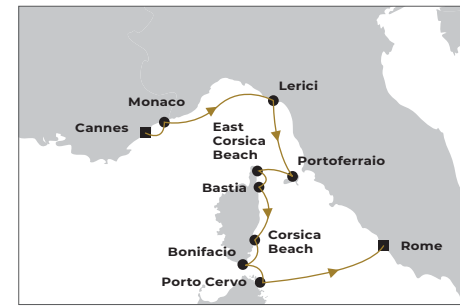 Lerici
Monaco
Cannes
East
Corsica
Beach
Portoferraio
Bastia
Corsica
Beach
Rome
Bonifacio
Porto Cervo